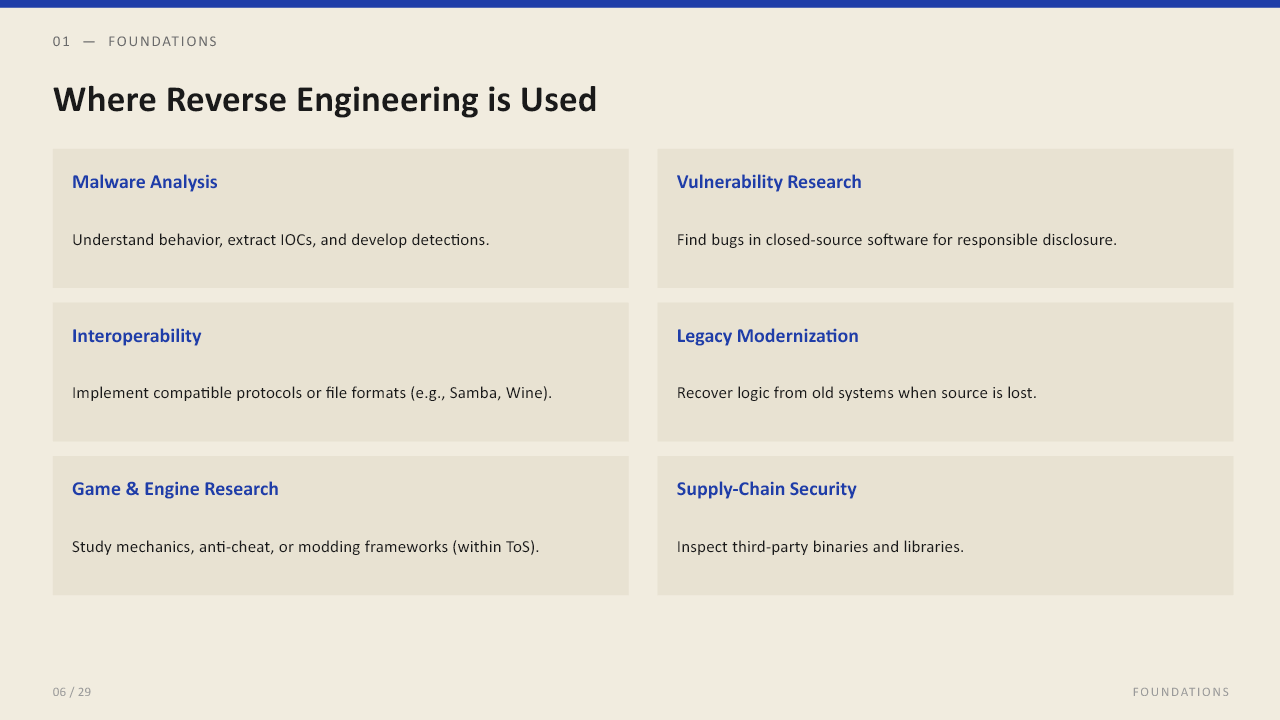 01 — FOUNDATIONS
Where Reverse Engineering is Used
Malware Analysis
Understand behavior, extract IOCs, and develop detections.
Vulnerability Research
Find bugs in closed-source software for responsible disclosure.
Interoperability
Implement compatible protocols or file formats (e.g., Samba, Wine).
Legacy Modernization
Recover logic from old systems when source is lost.
Game & Engine Research
Study mechanics, anti-cheat, or modding frameworks (within ToS).
Supply-Chain Security
Inspect third-party binaries and libraries.
06 / 29
FOUNDATIONS